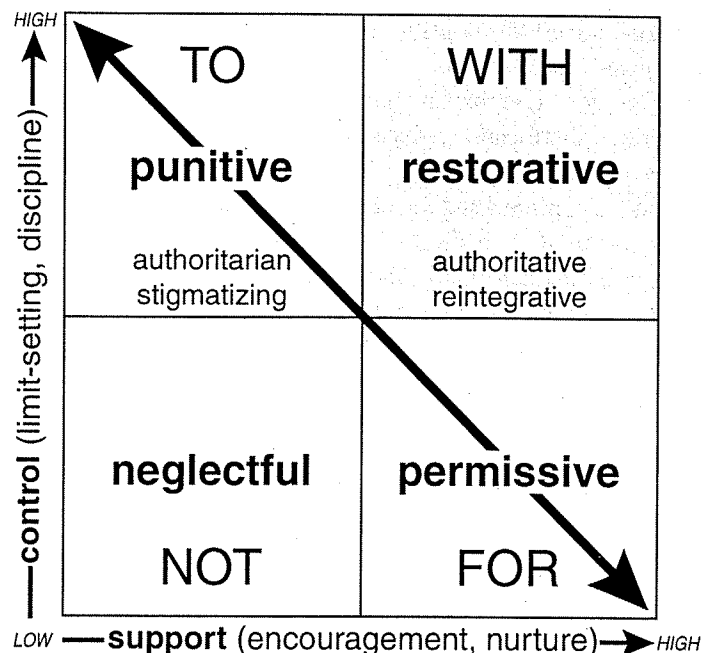 HIGH
TO
WITH
punitive
restorative
authoritarian
stigmatizing
authoritative
reintegrative
control (limit-setting, discipline)
neglectful
permissive
NOT
FOR
LOW
support (encouragement, nurture)
HIGH